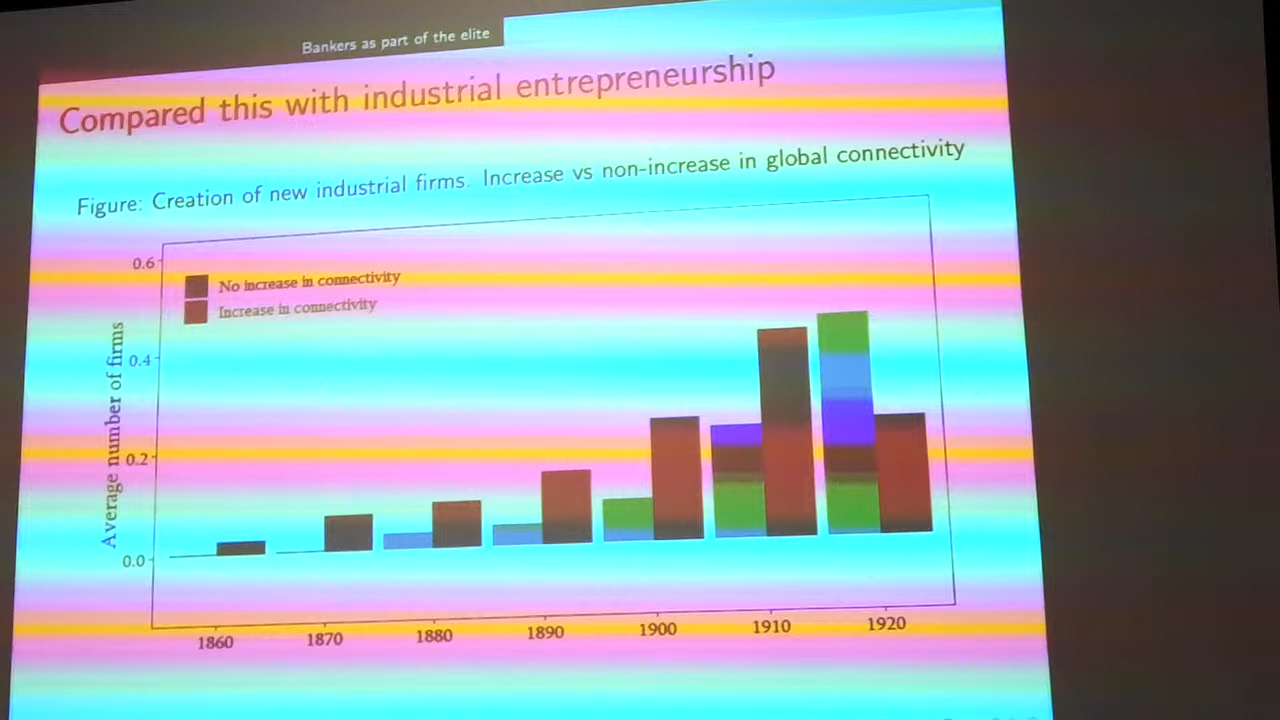 Bankers as part of the elite
Compared this with industrial entrepreneurship
Figure: Creation of new industrial firms. Increase vs non-increase in global connectivity
0.6
No increase in connectivity
Increase in connectivity
0.4
Average number of firms
0.2
0.0
1860 1870 1880 1890 1900 1910 1920